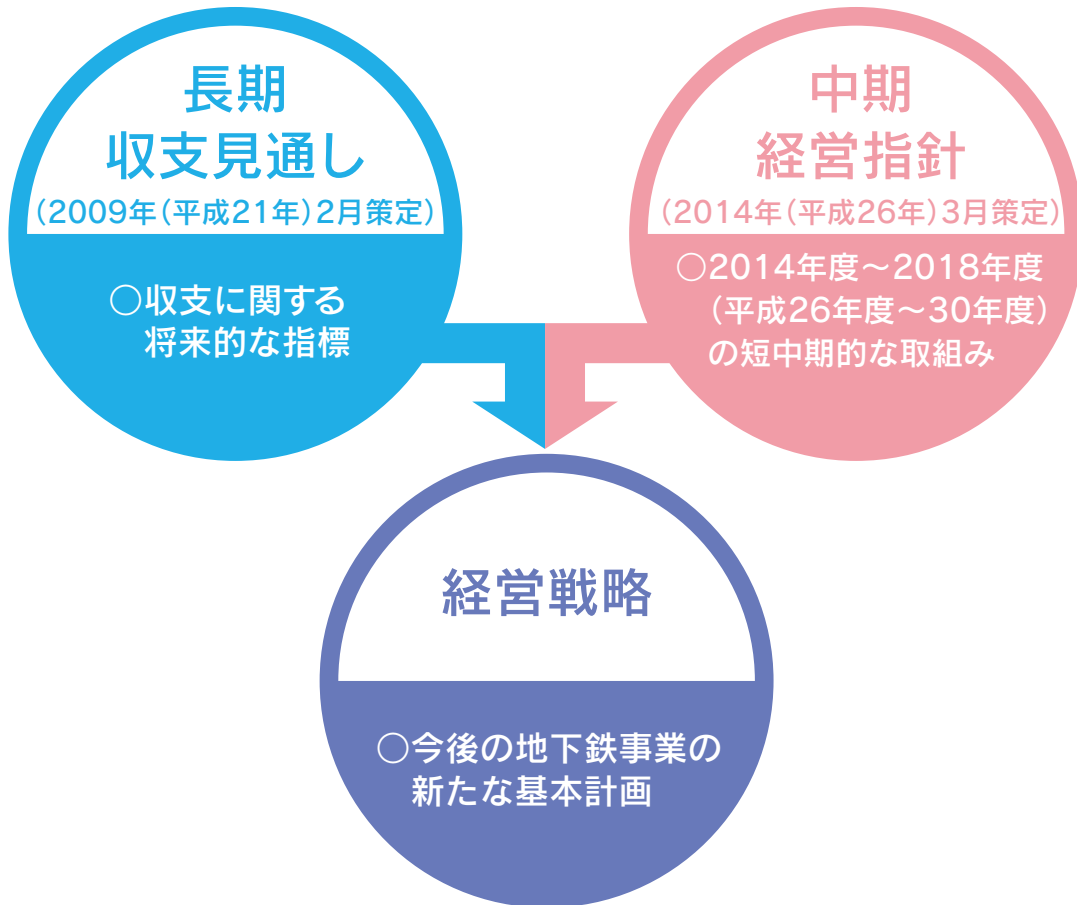 長期
収支見通し
(2009年(平成21年)2月策定)
○収支に関する
将来的な指標
中期
経営指針
(2014年(平成26年)3月策定)
○2014年度～2018年度
(平成26年度～30年度)
の短中期的な取組み
経営戦略
○今後の地下鉄事業の
新たな基本計画